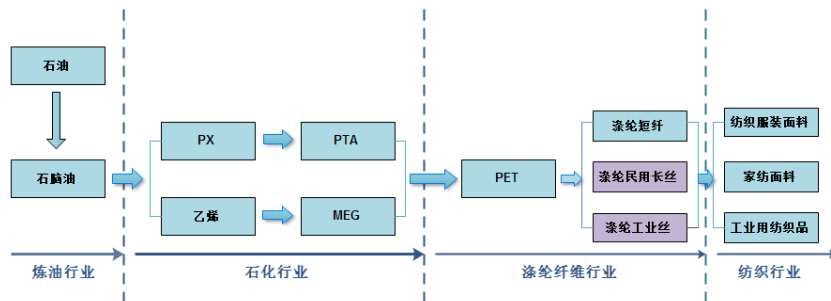 石油
石脑油
PX
PTA
乙烯
MEG
PET
涤纶短纤
涤纶民用长丝
涤纶工业丝
纺织服装面料
家纺面料
工业用纺织品
炼油行业
石化行业
涤纶纤维行业
纺织行业